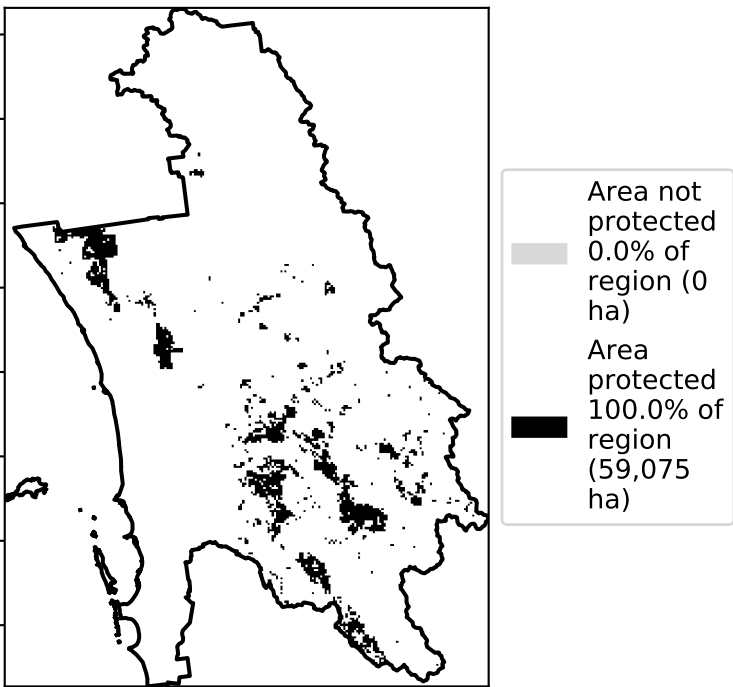 Area not
protected
0.0% of
region (0
ha)
Area
protected
100.0% of
region
(59,075
ha)